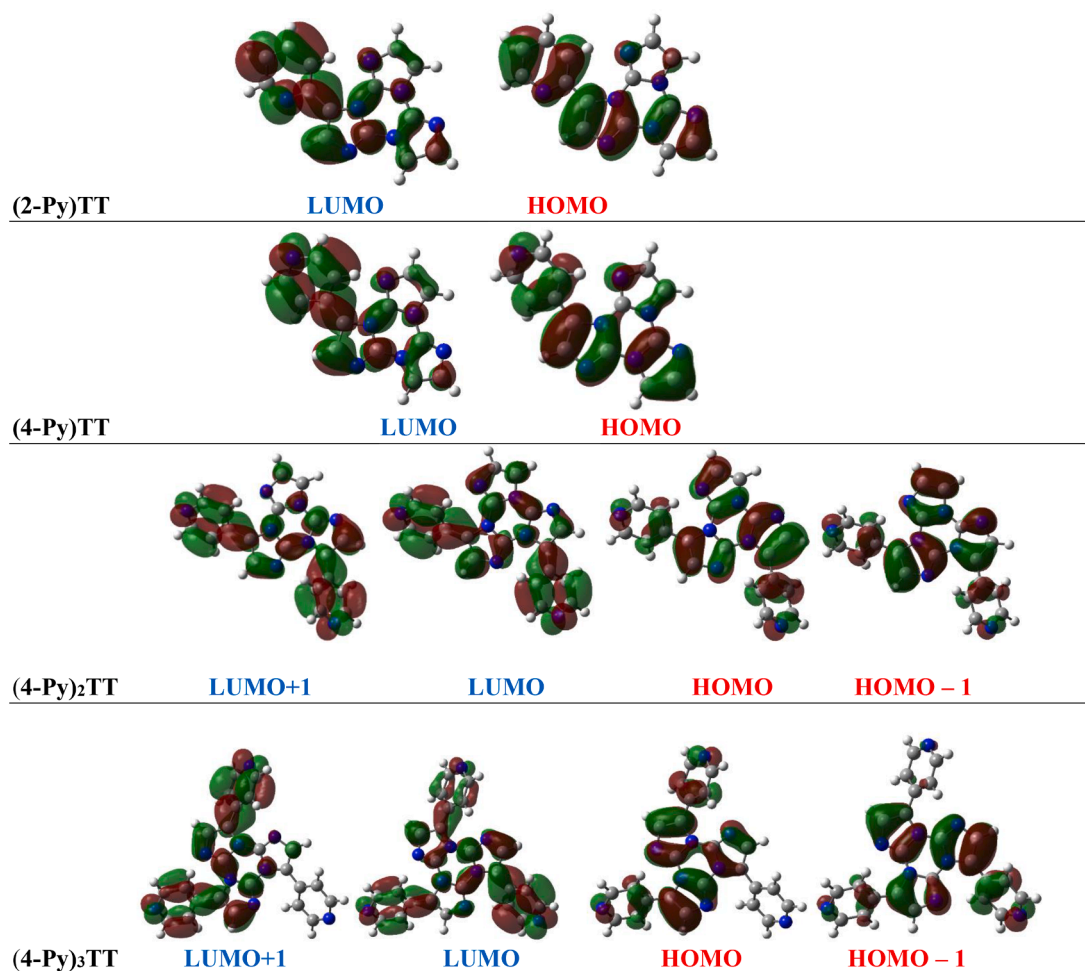 (2-Py)TT LUMO HOMO
(4-Py)TT LUMO HOMO
(4-Py)₂TT LUMO+1 LUMO HOMO HOMO – 1
(4-Py)₃TT LUMO+1 LUMO HOMO HOMO – 1